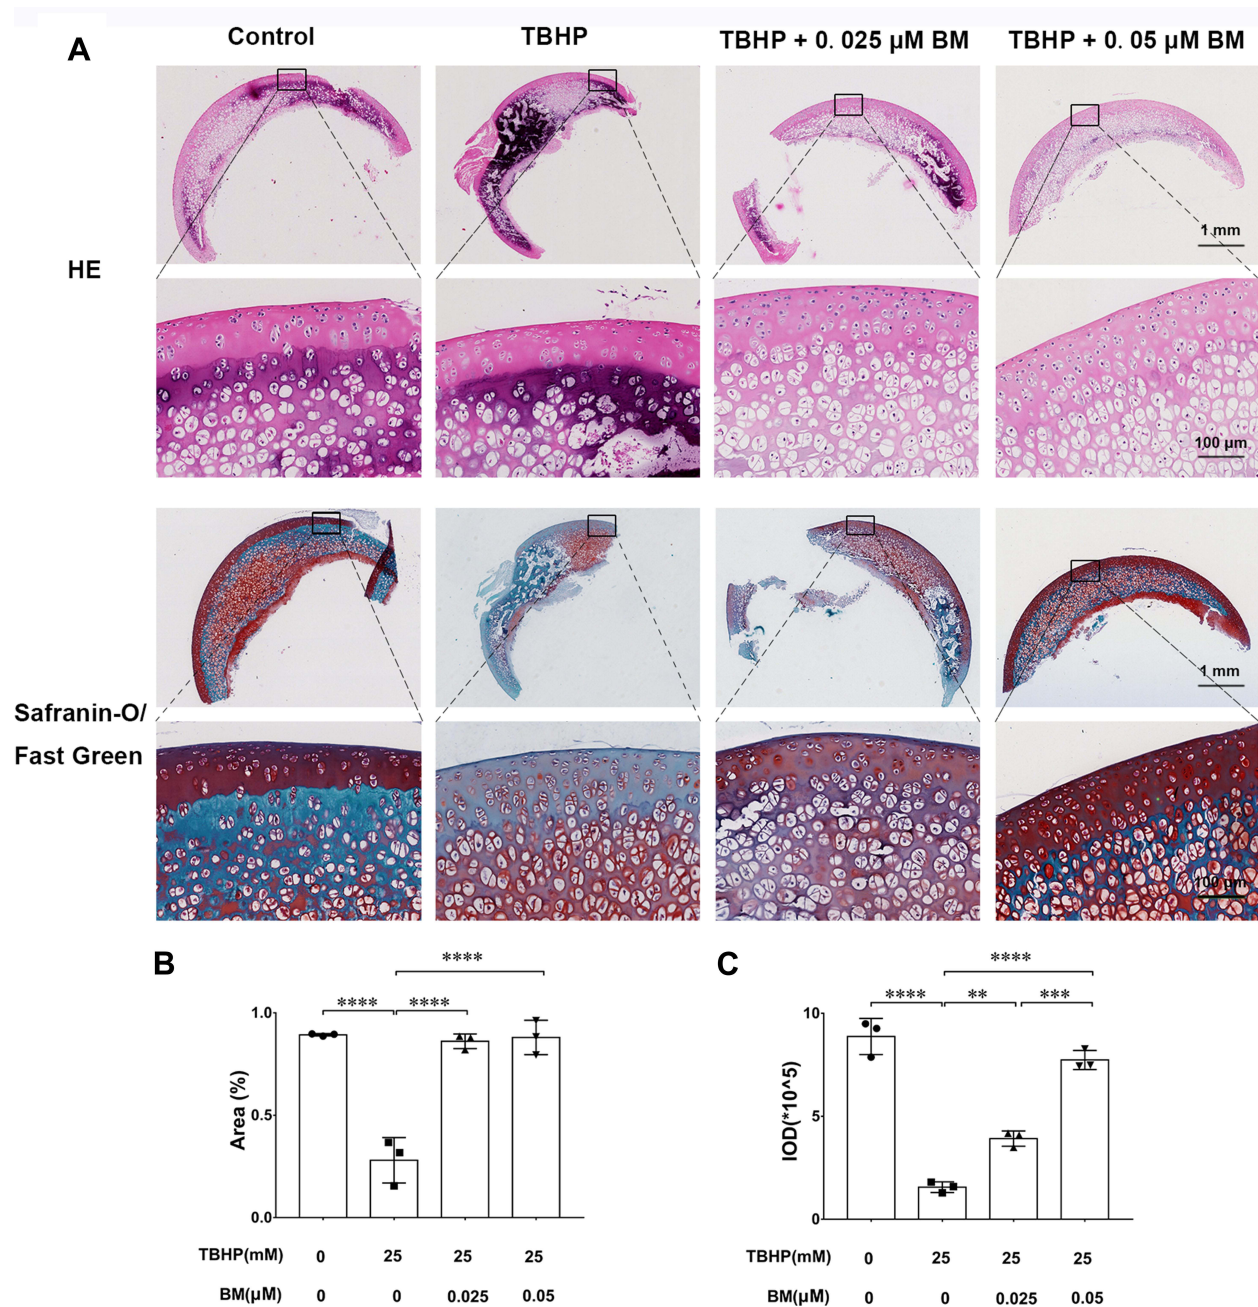 A
Control
TBHP
TBHP + 0. 025 μM BM
TBHP + 0. 05 μM BM
1 mm
HE
100 μm
1 mm
Safranin-O/
Fast Green
100 μm
B
C
****
**** ****
1.0
0.5
0.0
Area (%)
TBHP(mM) 0 25 25 25
BM(μM) 0 0 0.025 0.05
****
**** ** ***
10
5
0
IOD(*10^5)
TBHP(mM) 0 25 25 25
BM(μM) 0 0 0.025 0.05